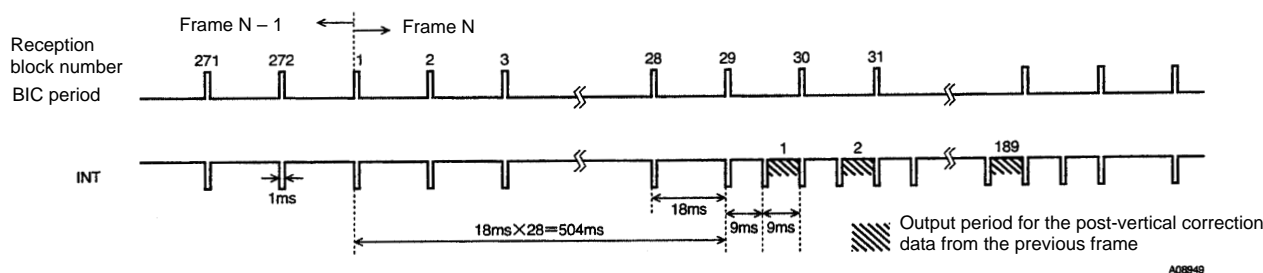 Frame N – 1
Frame N
Reception
block number
271 272 1 2 3 28 29 30 31
BIC period
1 2 189
INT
1ms
18ms
9ms 9ms
18ms×28=504ms
Output period for the post-vertical correction
data from the previous frame
A08949